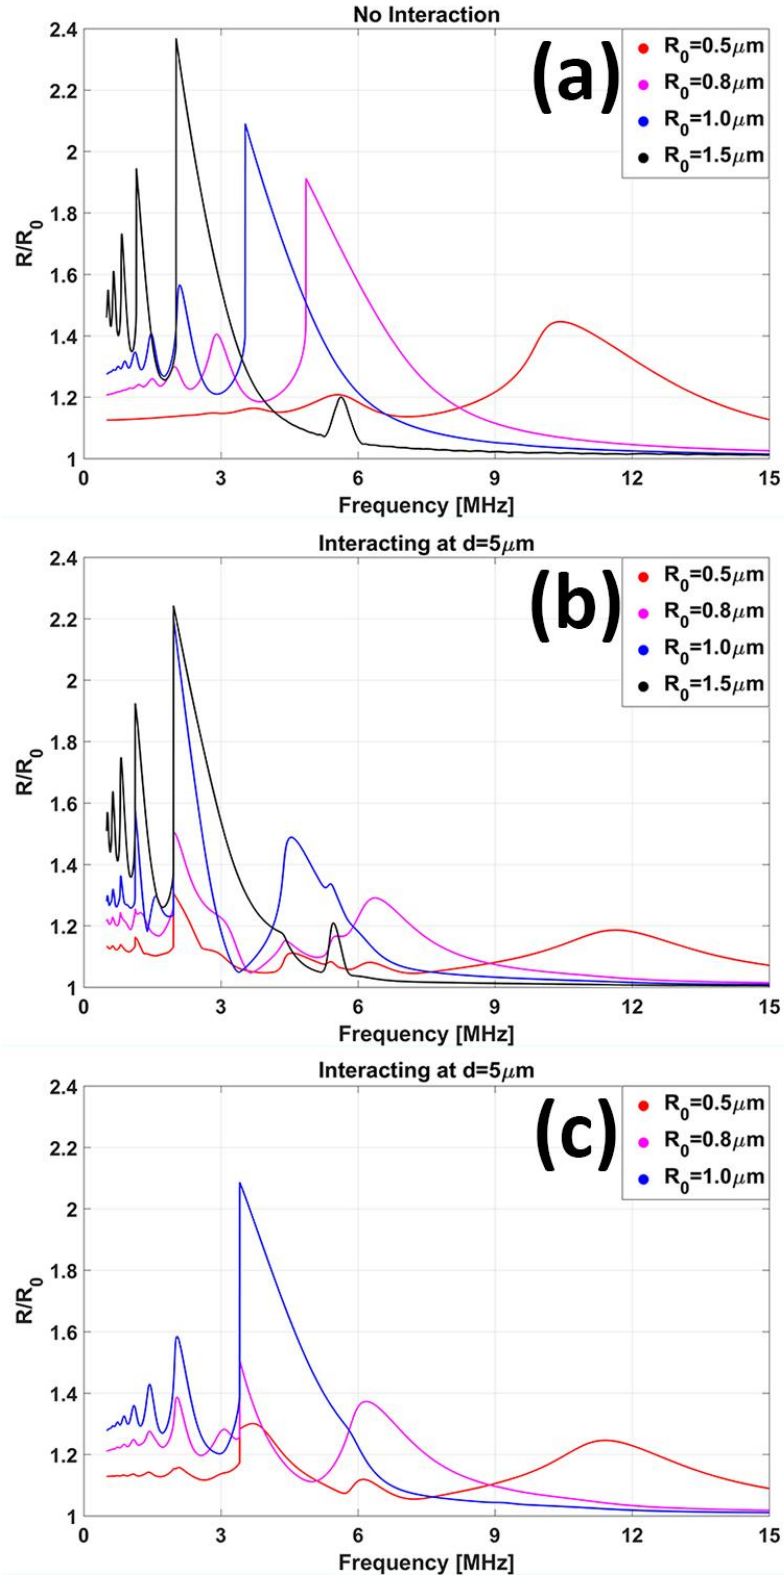 No Interaction
(a)
R₀=0.5μm
R₀=0.8μm
R₀=1.0μm
R₀=1.5μm
R/R₀
2.4
2.2
2
1.8
1.6
1.4
1.2
1
0 3 6 9 12 15
Frequency [MHz]
Interacting at d=5μm
(b)
R₀=0.5μm
R₀=0.8μm
R₀=1.0μm
R₀=1.5μm
R/R₀
2.4
2.2
2
1.8
1.6
1.4
1.2
1
0 3 6 9 12 15
Frequency [MHz]
Interacting at d=5μm
(c)
R₀=0.5μm
R₀=0.8μm
R₀=1.0μm
R/R₀
2.4
2.2
2
1.8
1.6
1.4
1.2
1
0 3 6 9 12 15
Frequency [MHz]